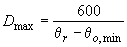 D_max = 600 / (θ_r − θ_o,min)